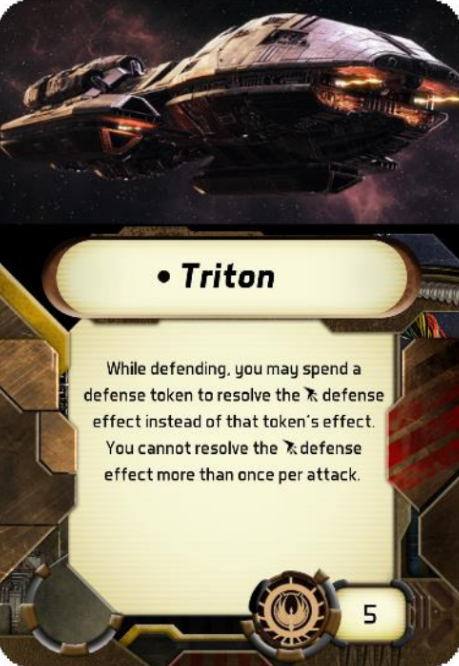 • Triton
While defending, you may spend a
defense token to resolve the defense
effect instead of that token's effect.
You cannot resolve the defense
effect more than once per attack.
5